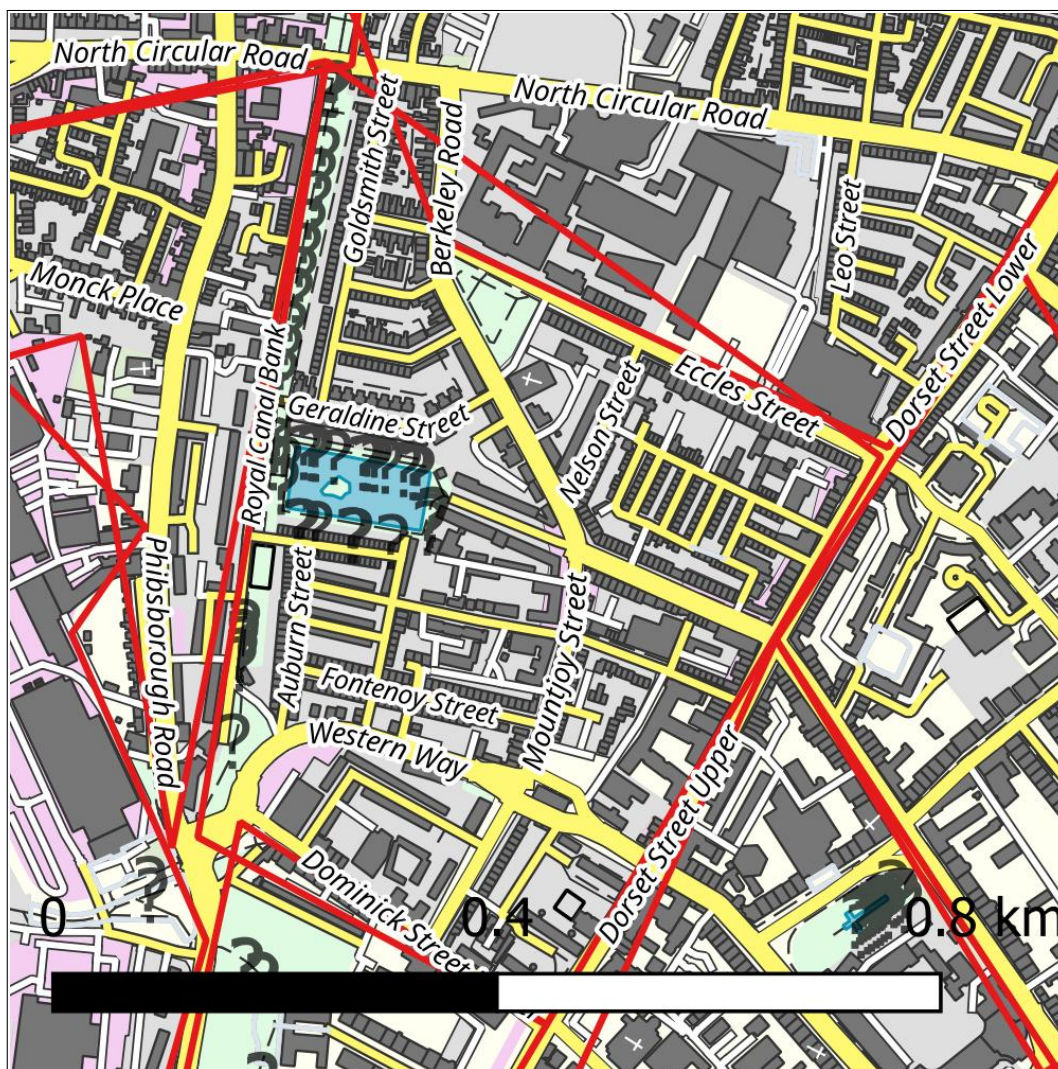 North Circular Road
North Circular Road
Goldsmith Street
Berkeley Road
Leo Street
Monck Place
Dorset Street Lower
Royal Canal Bank
Eccles Street
Geraldine Street
Nelson Street
Phibsborough Road
Auburn Street
Mountjoy Street
Fontenoy Street
Western Way
Dorset Street Upper
Dominick Street
0
0.4
0.8 km